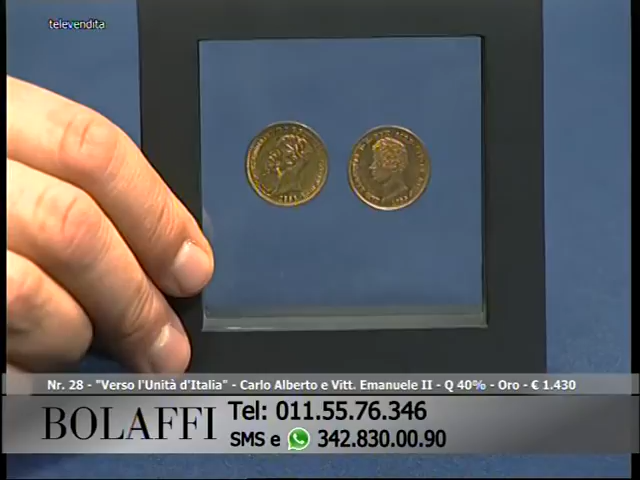 televendita
Nr. 28 - "Verso l'Unità d'Italia" - Carlo Alberto e Vitt. Emanuele II - Q 40% - Oro - € 1.430
BOLAFFI
Tel: 011.55.76.346
SMS e 342.830.00.90